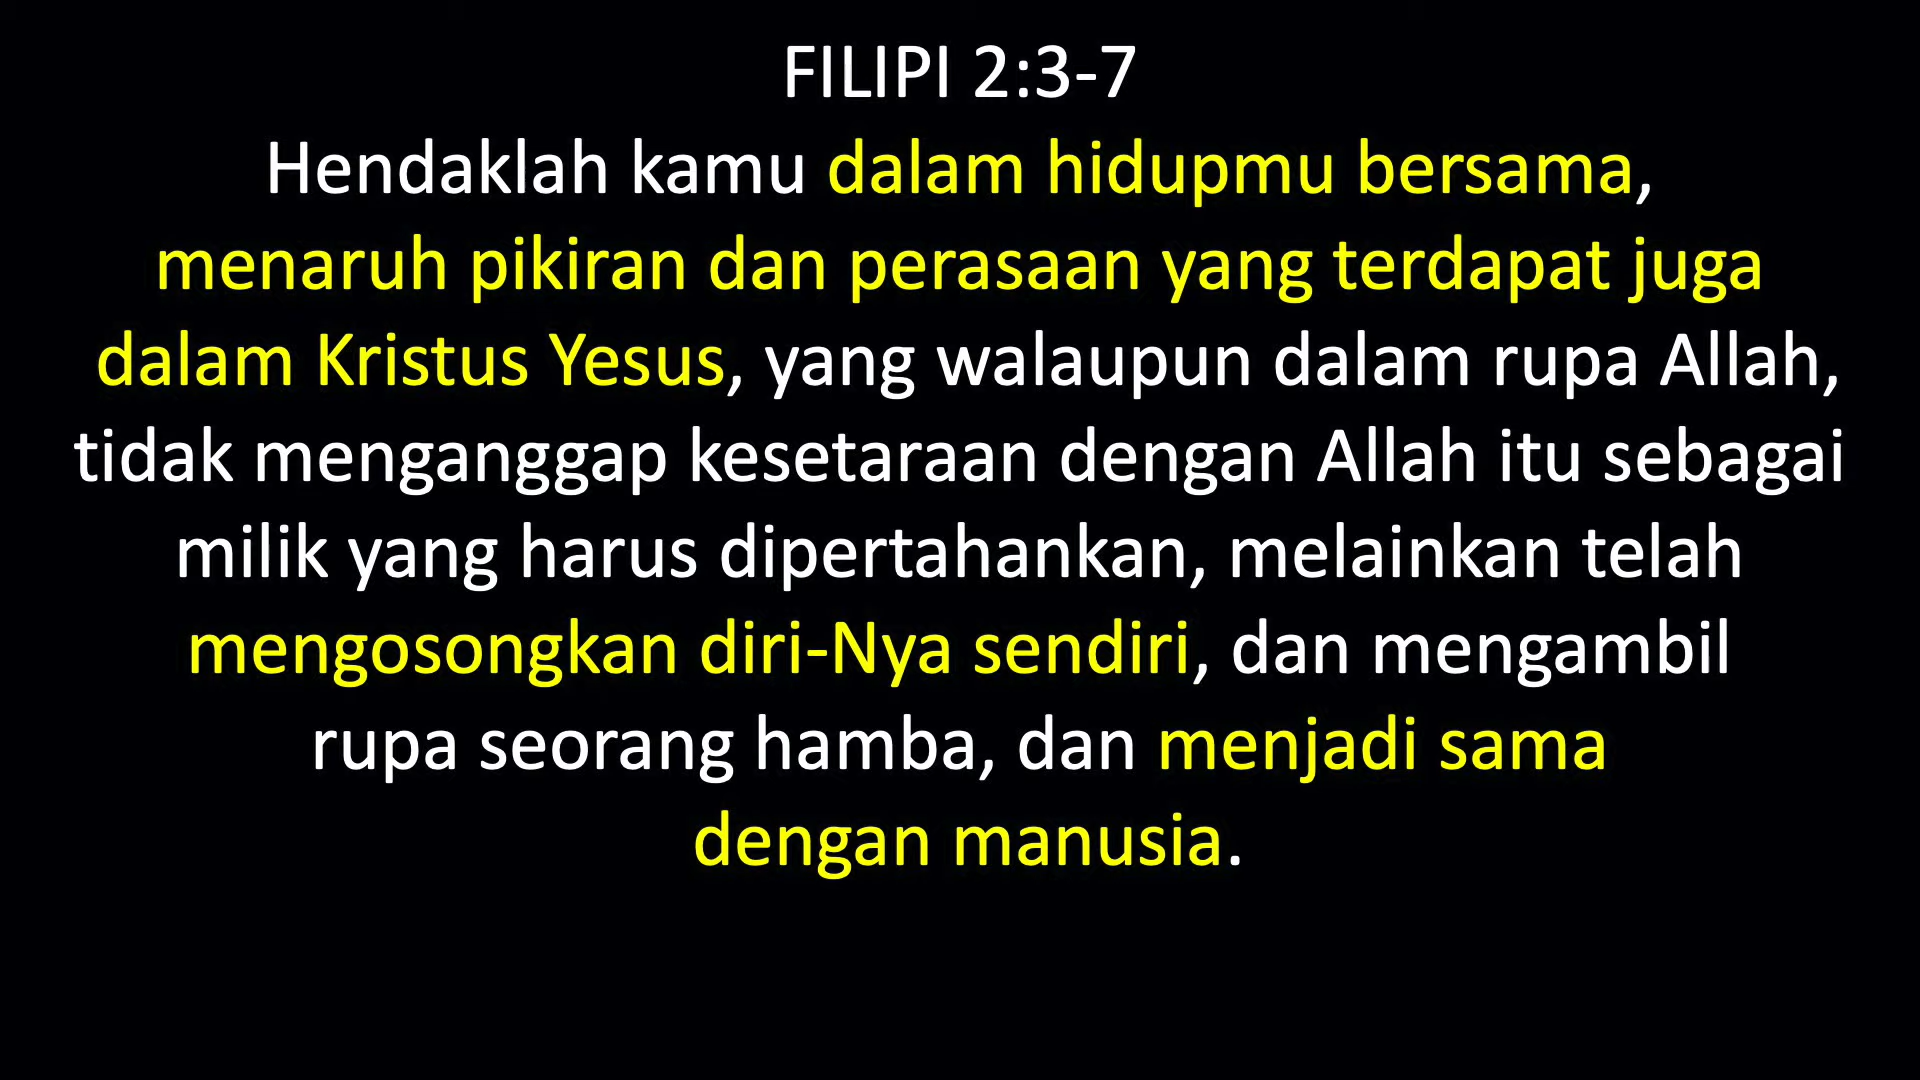 FILIPI 2:3-7
Hendaklah kamu dalam hidupmu bersama,
menaruh pikiran dan perasaan yang terdapat juga
dalam Kristus Yesus, yang walaupun dalam rupa Allah,
tidak menganggap kesetaraan dengan Allah itu sebagai
milik yang harus dipertahankan, melainkan telah
mengosongkan diri-Nya sendiri, dan mengambil
rupa seorang hamba, dan menjadi sama
dengan manusia.